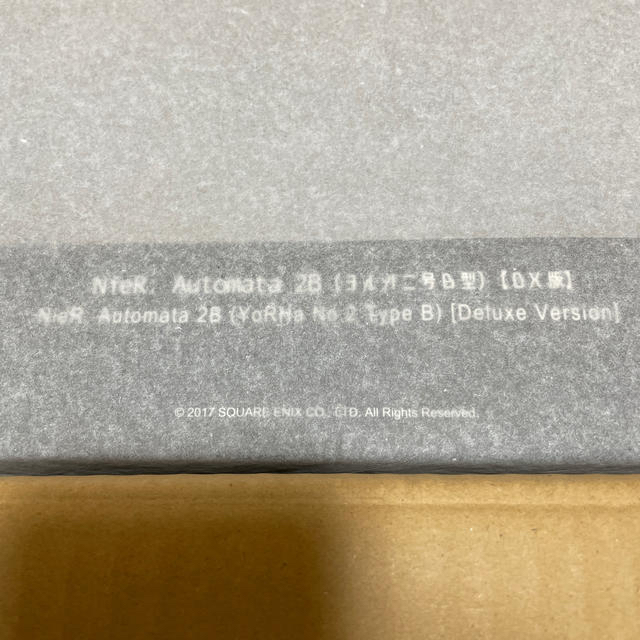 NieR: Automata 2B (ヨルハ二号B型) 【DX版】
NieR: Automata 2B (YoRHa No.2 Type B) [Deluxe Version]
© 2017 SQUARE ENIX CO., LTD. All Rights Reserved.